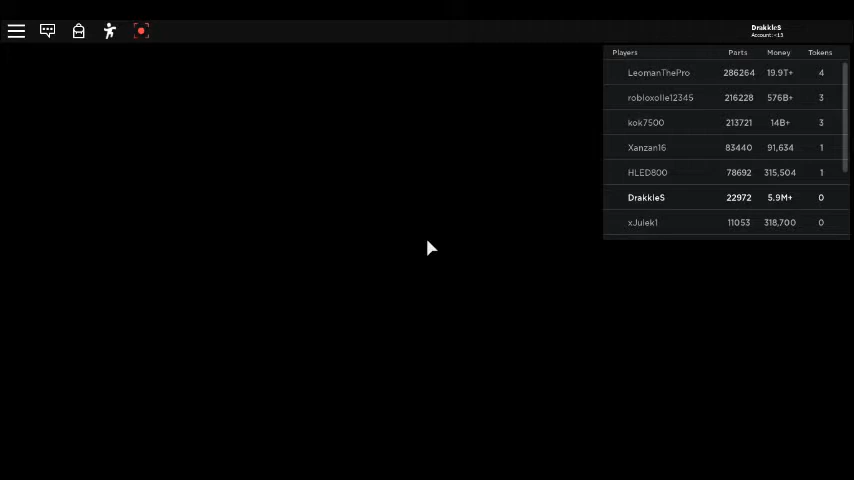 DrakkieS
Account: <13
Players Parts Money Tokens
LeomanThePro 286264 19.9T+ 4
robloxolle12345 216228 576B+ 3
kok7500 213721 14B+ 3
Xanzan16 83440 91,634 1
HLED800 78692 315,504 1
DrakkieS 22972 5.9M+ 0
xJulek1 11053 318,700 0